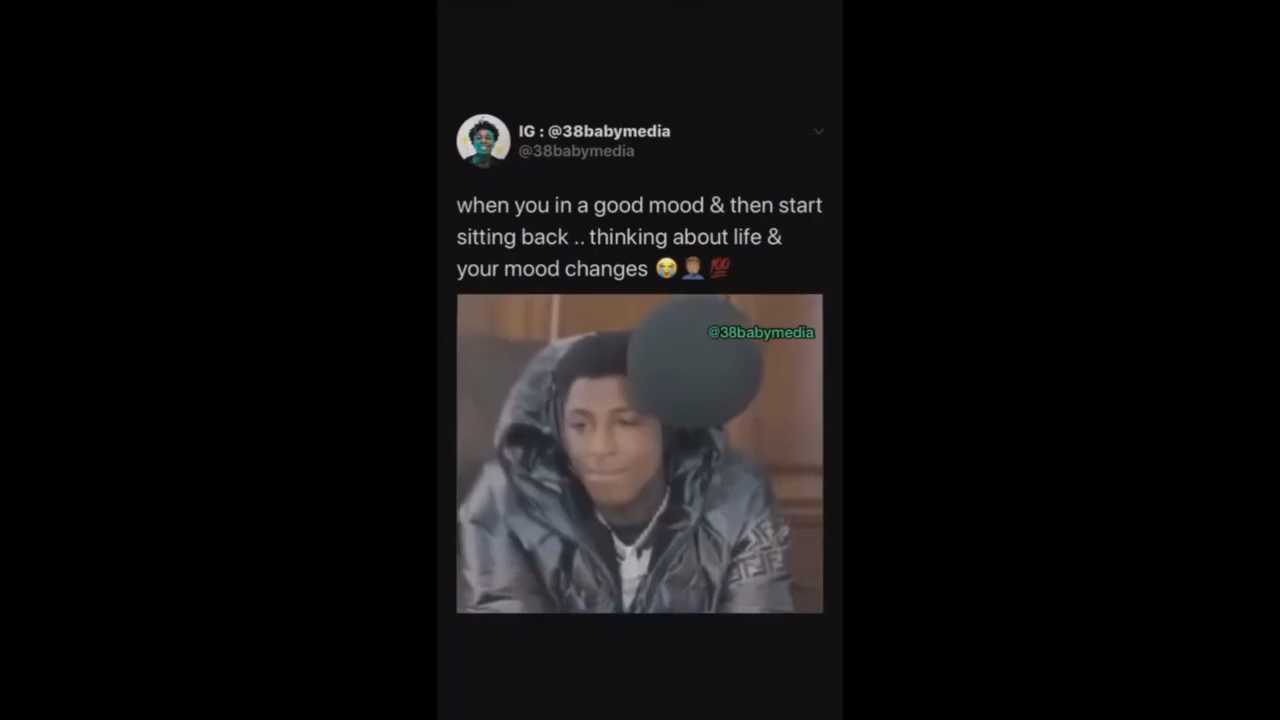 IG : @38babymedia
@38babymedia
when you in a good mood & then start
sitting back .. thinking about life &
your mood changes 😭🤦🏽‍♂️💯
@38babymedia